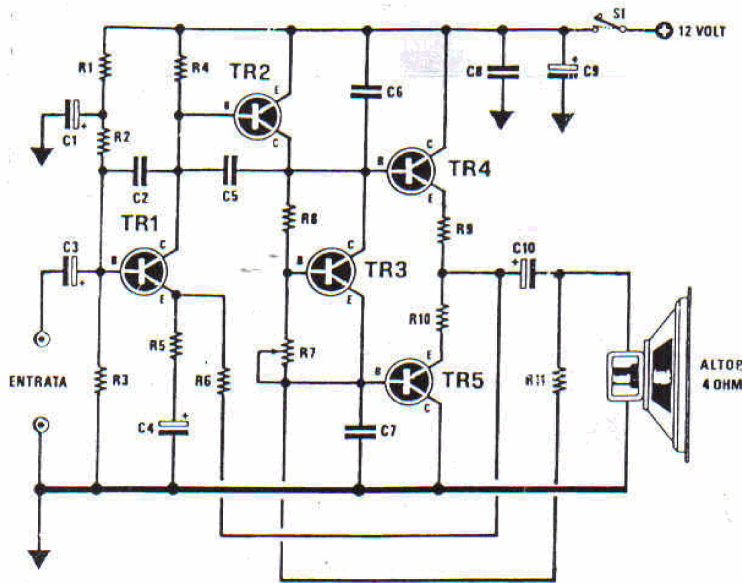 S1
12 VOLT
R1
R4
TR2
E
B
C
C6
C8
+
C9
C1
+
R2
C2
C5
B
TR4
C
E
TR1
R8
R9
C3
+
B
C
E
B
C
E
TR3
C10
+
R5
R6
R7
R10
ENTRATA
R3
B
E
C
TR5
R11
ALTOP.
4 OHM
C4
+
C7